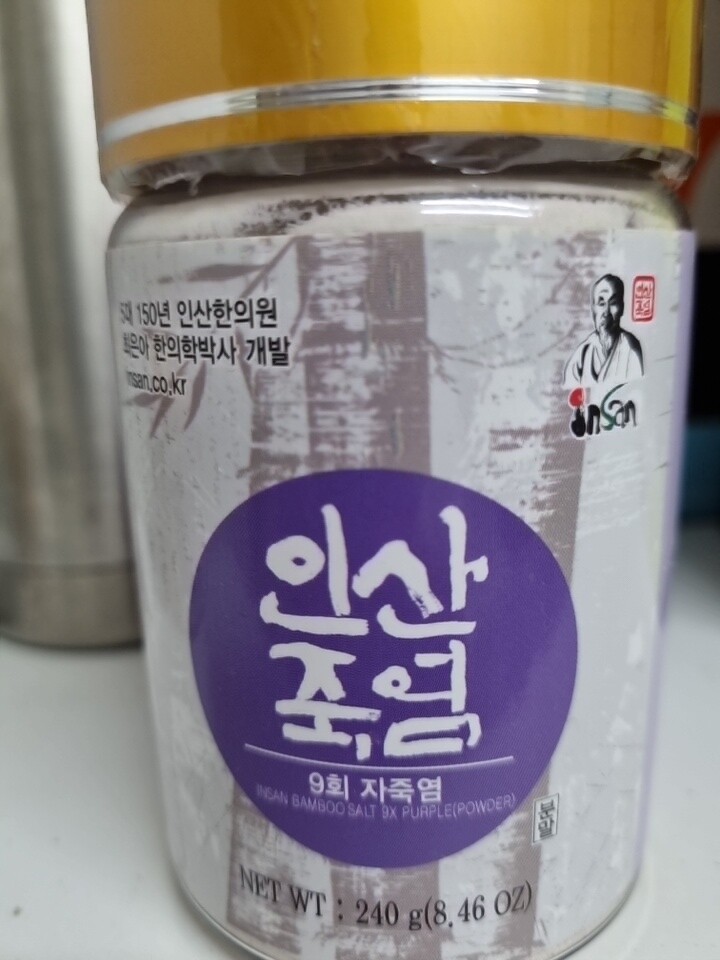 5대 150년 인산한의원
최은아 한의학박사 개발
insan.co.kr
insan
인산
죽염
9회 자죽염
INSAN BAMBOO SALT 9X PURPLE(POWDER)
분말
NET WT : 240 g(8.46 OZ)